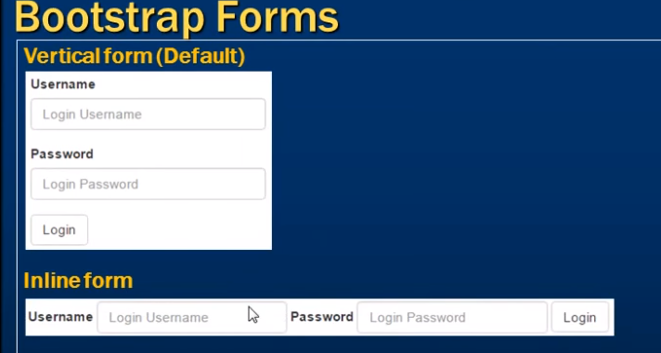 Bootstrap Forms
Vertical form (Default)
Username
Login Username
Password
Login Password
Login
Inline form
Username Login Username Password Login Password Login